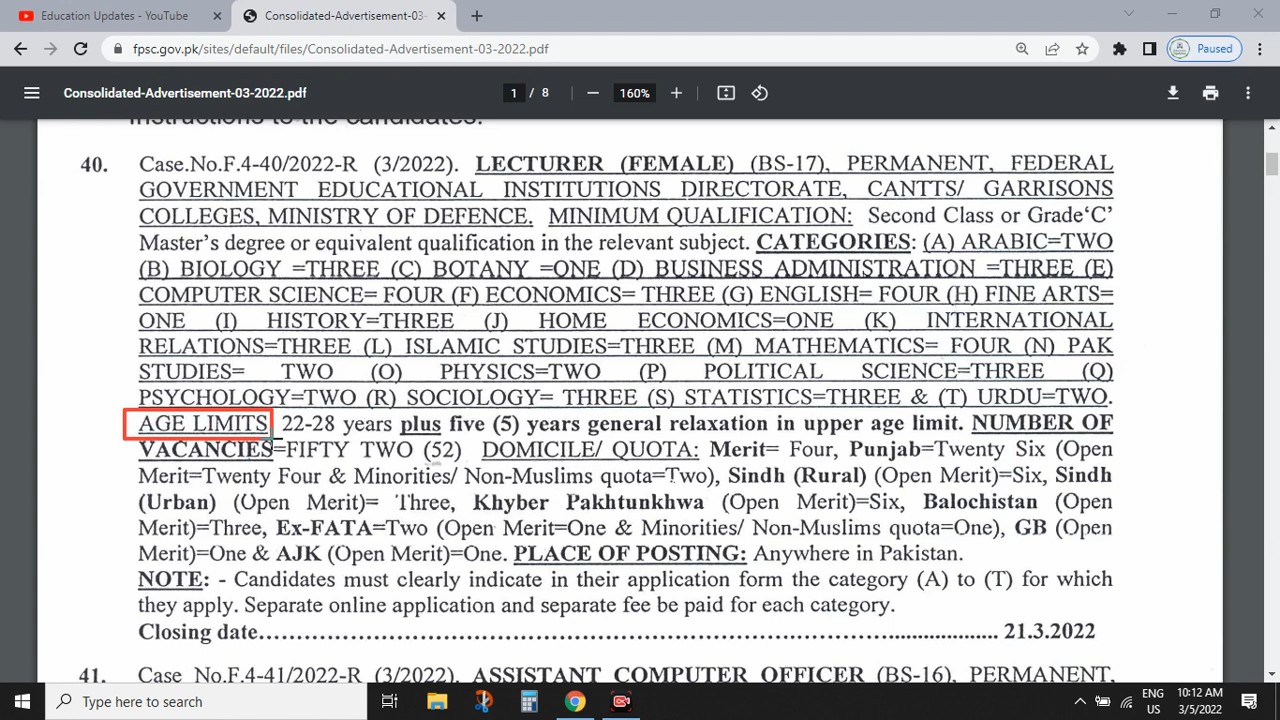 Education Updates - YouTube
Consolidated-Advertisement-03-
fpsc.gov.pk/sites/default/files/Consolidated-Advertisement-03-2022.pdf
Paused
Consolidated-Advertisement-03-2022.pdf
1 / 8
160%
Instructions to the candidates.
40. Case.No.F.4-40/2022-R (3/2022). LECTURER (FEMALE) (BS-17), PERMANENT, FEDERAL
GOVERNMENT EDUCATIONAL INSTITUTIONS DIRECTORATE, CANTTS/ GARRISONS
COLLEGES, MINISTRY OF DEFENCE. MINIMUM QUALIFICATION: Second Class or Grade‘C’
Master’s degree or equivalent qualification in the relevant subject. CATEGORIES: (A) ARABIC=TWO
(B) BIOLOGY =THREE (C) BOTANY =ONE (D) BUSINESS ADMINISTRATION =THREE (E)
COMPUTER SCIENCE= FOUR (F) ECONOMICS= THREE (G) ENGLISH= FOUR (H) FINE ARTS=
ONE (I) HISTORY=THREE (J) HOME ECONOMICS=ONE (K) INTERNATIONAL
RELATIONS=THREE (L) ISLAMIC STUDIES=THREE (M) MATHEMATICS= FOUR (N) PAK
STUDIES= TWO (O) PHYSICS=TWO (P) POLITICAL SCIENCE=THREE (Q)
PSYCHOLOGY=TWO (R) SOCIOLOGY= THREE (S) STATISTICS=THREE & (T) URDU=TWO.
AGE LIMITS 22-28 years plus five (5) years general relaxation in upper age limit. NUMBER OF
VACANCIES=FIFTY TWO (52) DOMICILE/ QUOTA: Merit= Four, Punjab=Twenty Six (Open
Merit=Twenty Four & Minorities/ Non-Muslims quota=Two), Sindh (Rural) (Open Merit)=Six, Sindh
(Urban) (Open Merit)= Three, Khyber Pakhtunkhwa (Open Merit)=Six, Balochistan (Open
Merit)=Three, Ex-FATA=Two (Open Merit=One & Minorities/ Non-Muslims quota=One), GB (Open
Merit)=One & AJK (Open Merit)=One. PLACE OF POSTING: Anywhere in Pakistan.
NOTE: - Candidates must clearly indicate in their application form the category (A) to (T) for which
they apply. Separate online application and separate fee be paid for each category.
Closing date……………………………………………………………………................... 21.3.2022
41. Case No.F.4-41/2022-R (3/2022). ASSISTANT COMPUTER OFFICER (BS-16), PERMANENT,
Type here to search
ENG
US
10:12 AM
3/5/2022